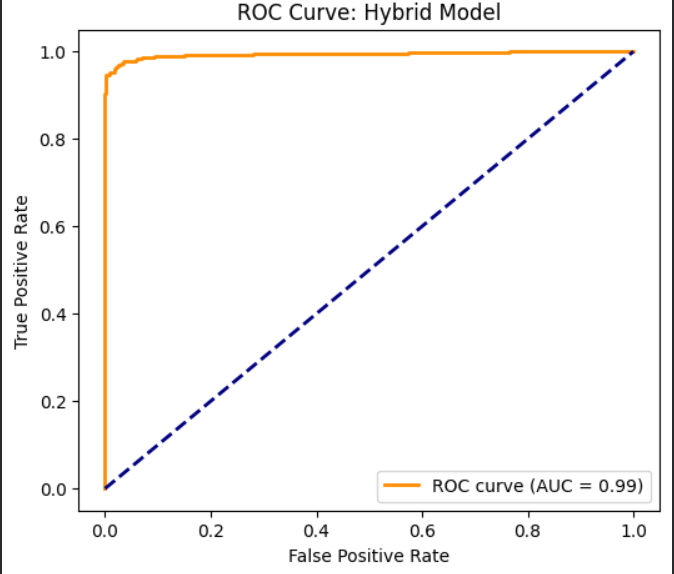 ROC Curve: Hybrid Model
1.0
0.8
0.6
0.4
0.2
0.0
True Positive Rate
ROC curve (AUC = 0.99)
0.0 0.2 0.4 0.6 0.8 1.0
False Positive Rate